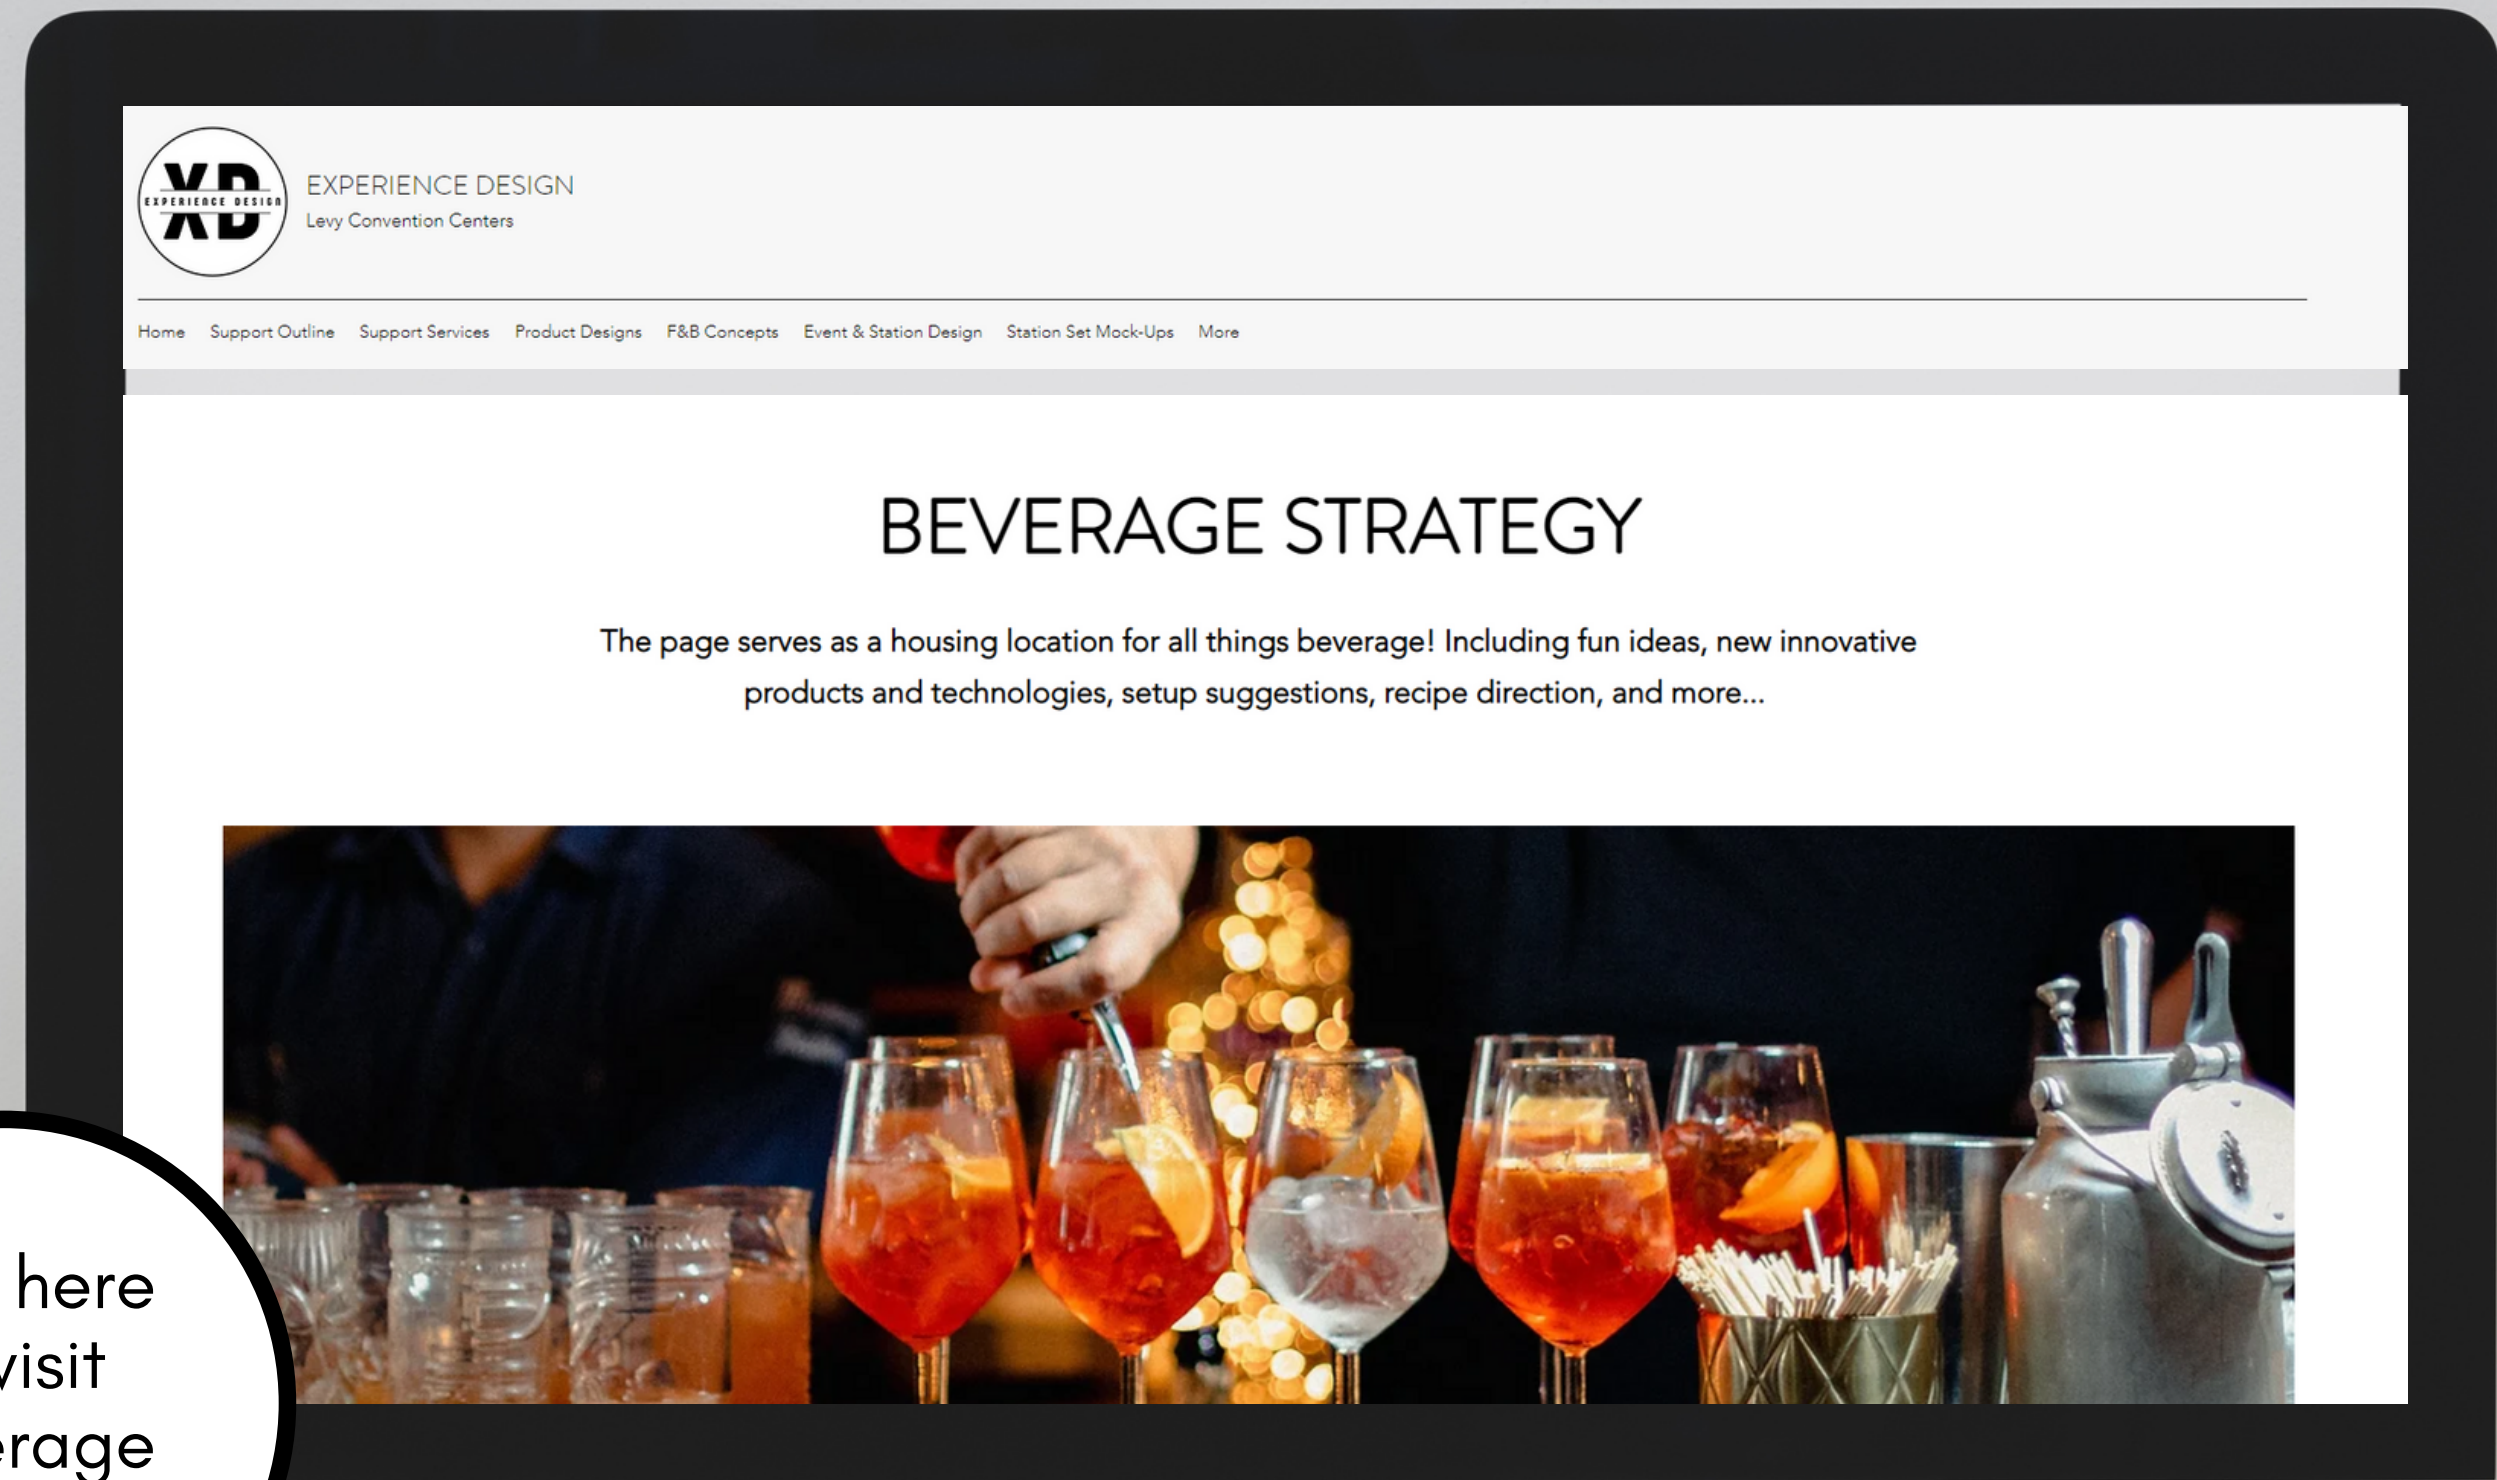 XD
EXPERIENCE DESIGN
EXPERIENCE DESIGN
Levy Convention Centers
Home Support Outline Support Services Product Designs F&B Concepts Event & Station Design Station Set Mock-Ups More
BEVERAGE STRATEGY
The page serves as a housing location for all things beverage! Including fun ideas, new innovative
products and technologies, setup suggestions, recipe direction, and more...
here
visit